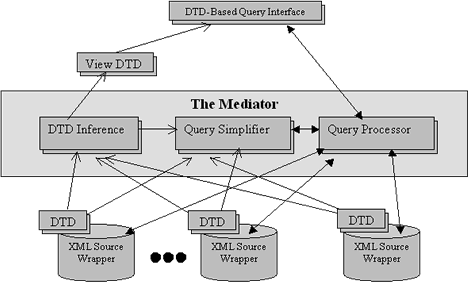 DTD-Based Query Interface
View DTD
The Mediator
DTD Inference
Query Simplifier
Query Processor
DTD
DTD
DTD
XML Source
Wrapper
XML Source
Wrapper
XML Source
Wrapper